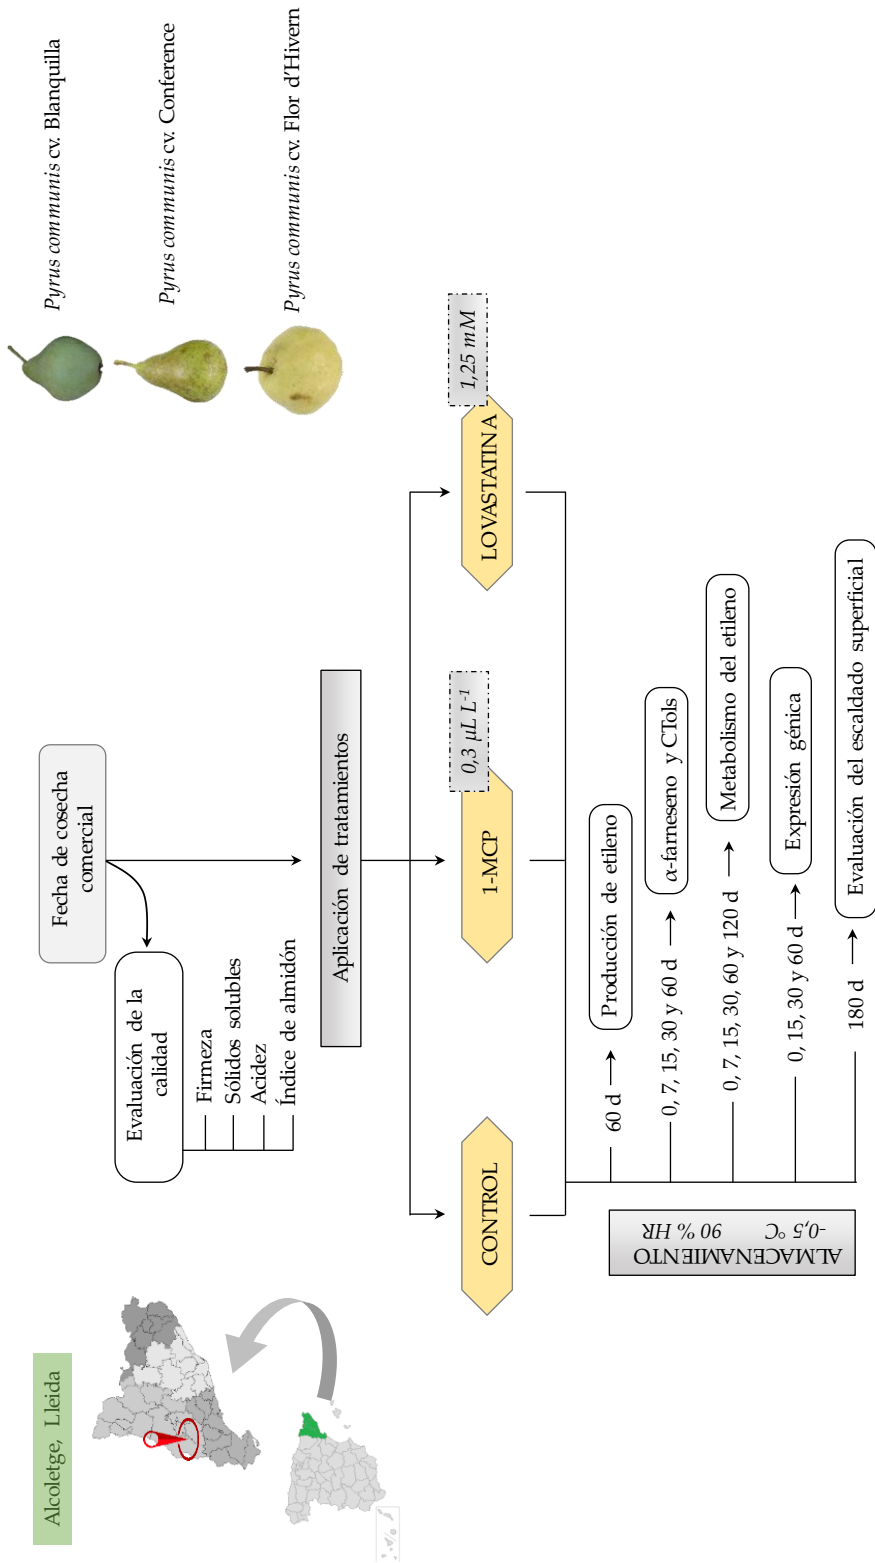 Alcoletge, Lleida
Fecha de cosecha
comercial
Pyrus communis cv. Blanquilla
Pyrus communis cv. Conference
Pyrus communis cv. Flor d'Hivern
Evaluación de la
calidad
Firmeza
Sólidos solubles
Acidez
Índice de almidón
Aplicación de tratamientos
CONTROL
1-MCP
0,3 µL L-1
LOVASTATINA
1,25 mM
ALMACENAMIENTO
-0,5 °C 90 % HR
60 d
Producción de etileno
0, 7, 15, 30 y 60 d
α-farneseno y CTols
0, 7, 15, 30, 60 y 120 d
Metabolismo del etileno
0, 15, 30 y 60 d
Expresión génica
180 d
Evaluación del escaldado superficial